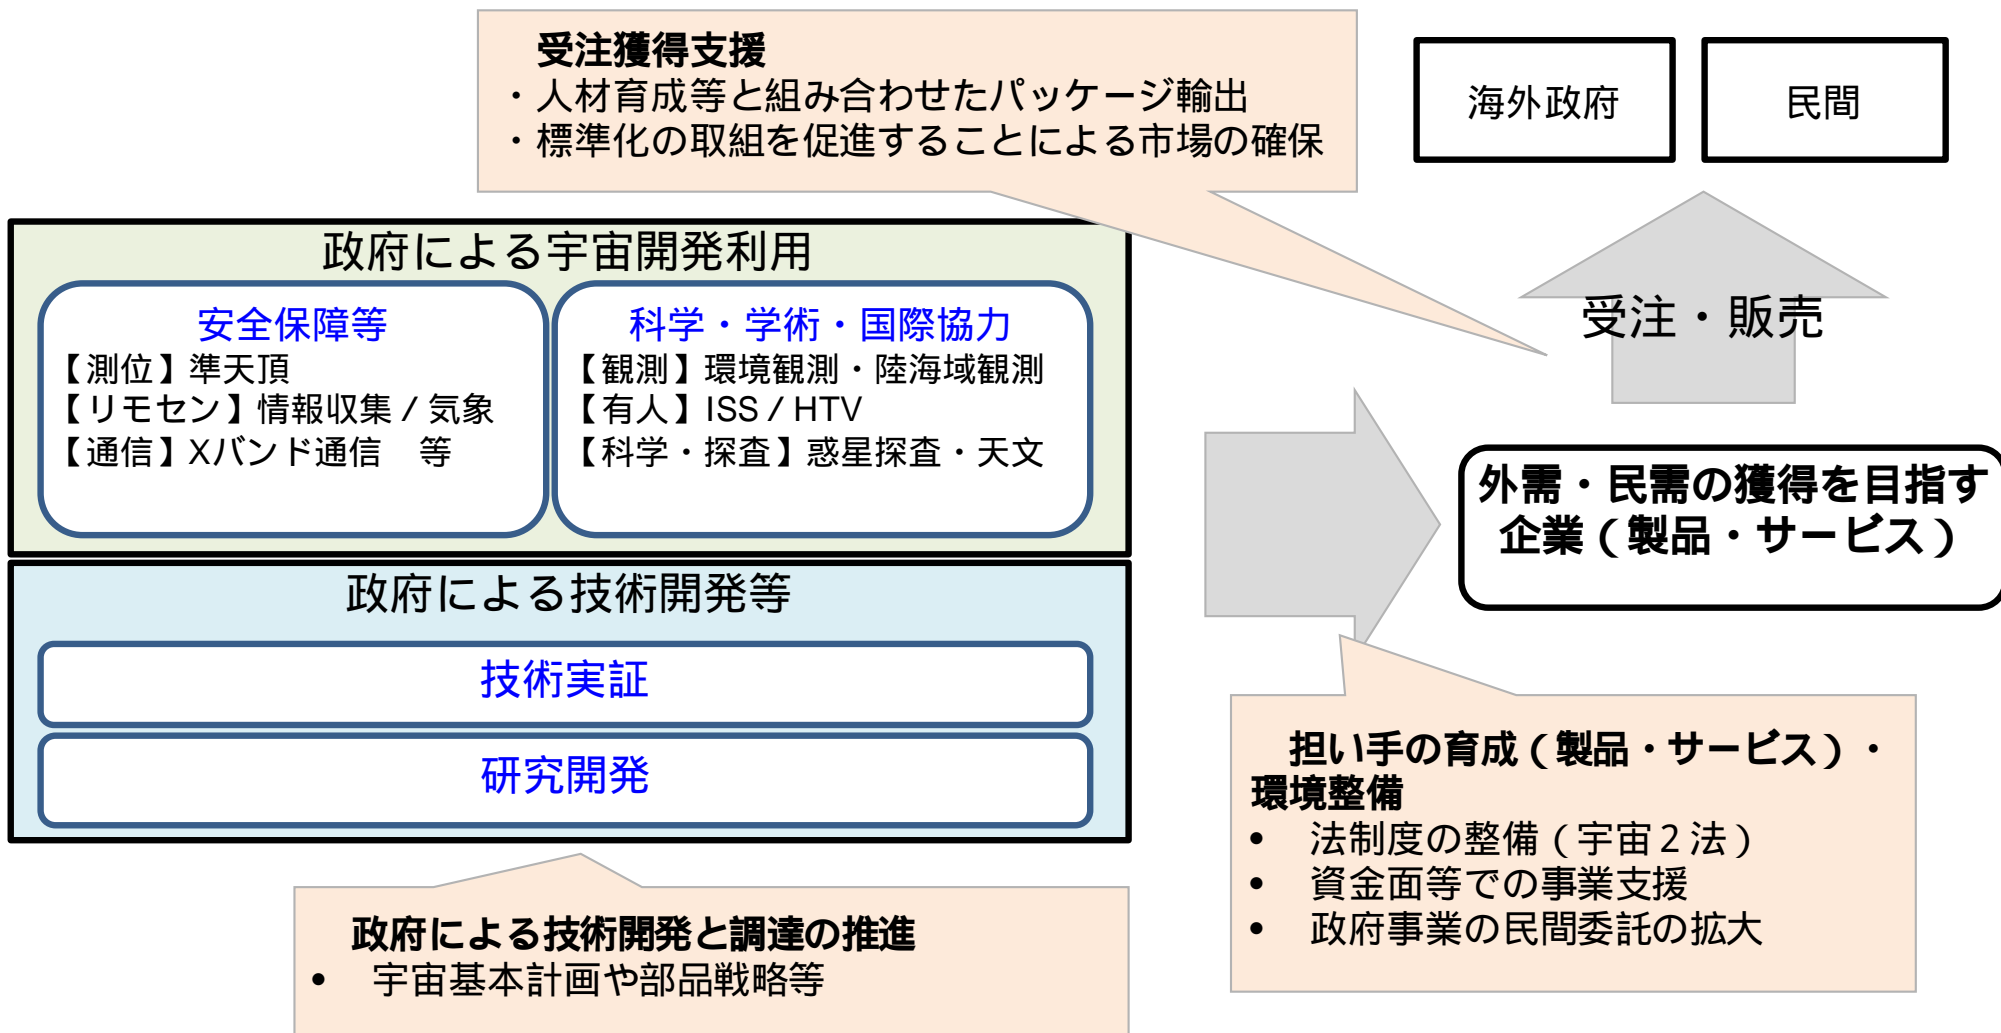 受注獲得支援
・人材育成等と組み合わせたパッケージ輸出
・標準化の取組を促進することによる市場の確保
海外政府
民間
受注・販売
政府による宇宙開発利用
安全保障等
【測位】準天頂
【リモセン】情報収集/気象
【通信】Xバンド通信　等
科学・学術・国際協力
【観測】環境観測・陸海域観測
【有人】ISS/HTV
【科学・探査】惑星探査・天文
外需・民需の獲得を目指す
企業(製品・サービス)
政府による技術開発等
技術実証
研究開発
担い手の育成(製品・サービス)・
環境整備
• 法制度の整備(宇宙2法)
• 資金面等での事業支援
• 政府事業の民間委託の拡大
政府による技術開発と調達の推進
• 宇宙基本計画や部品戦略等